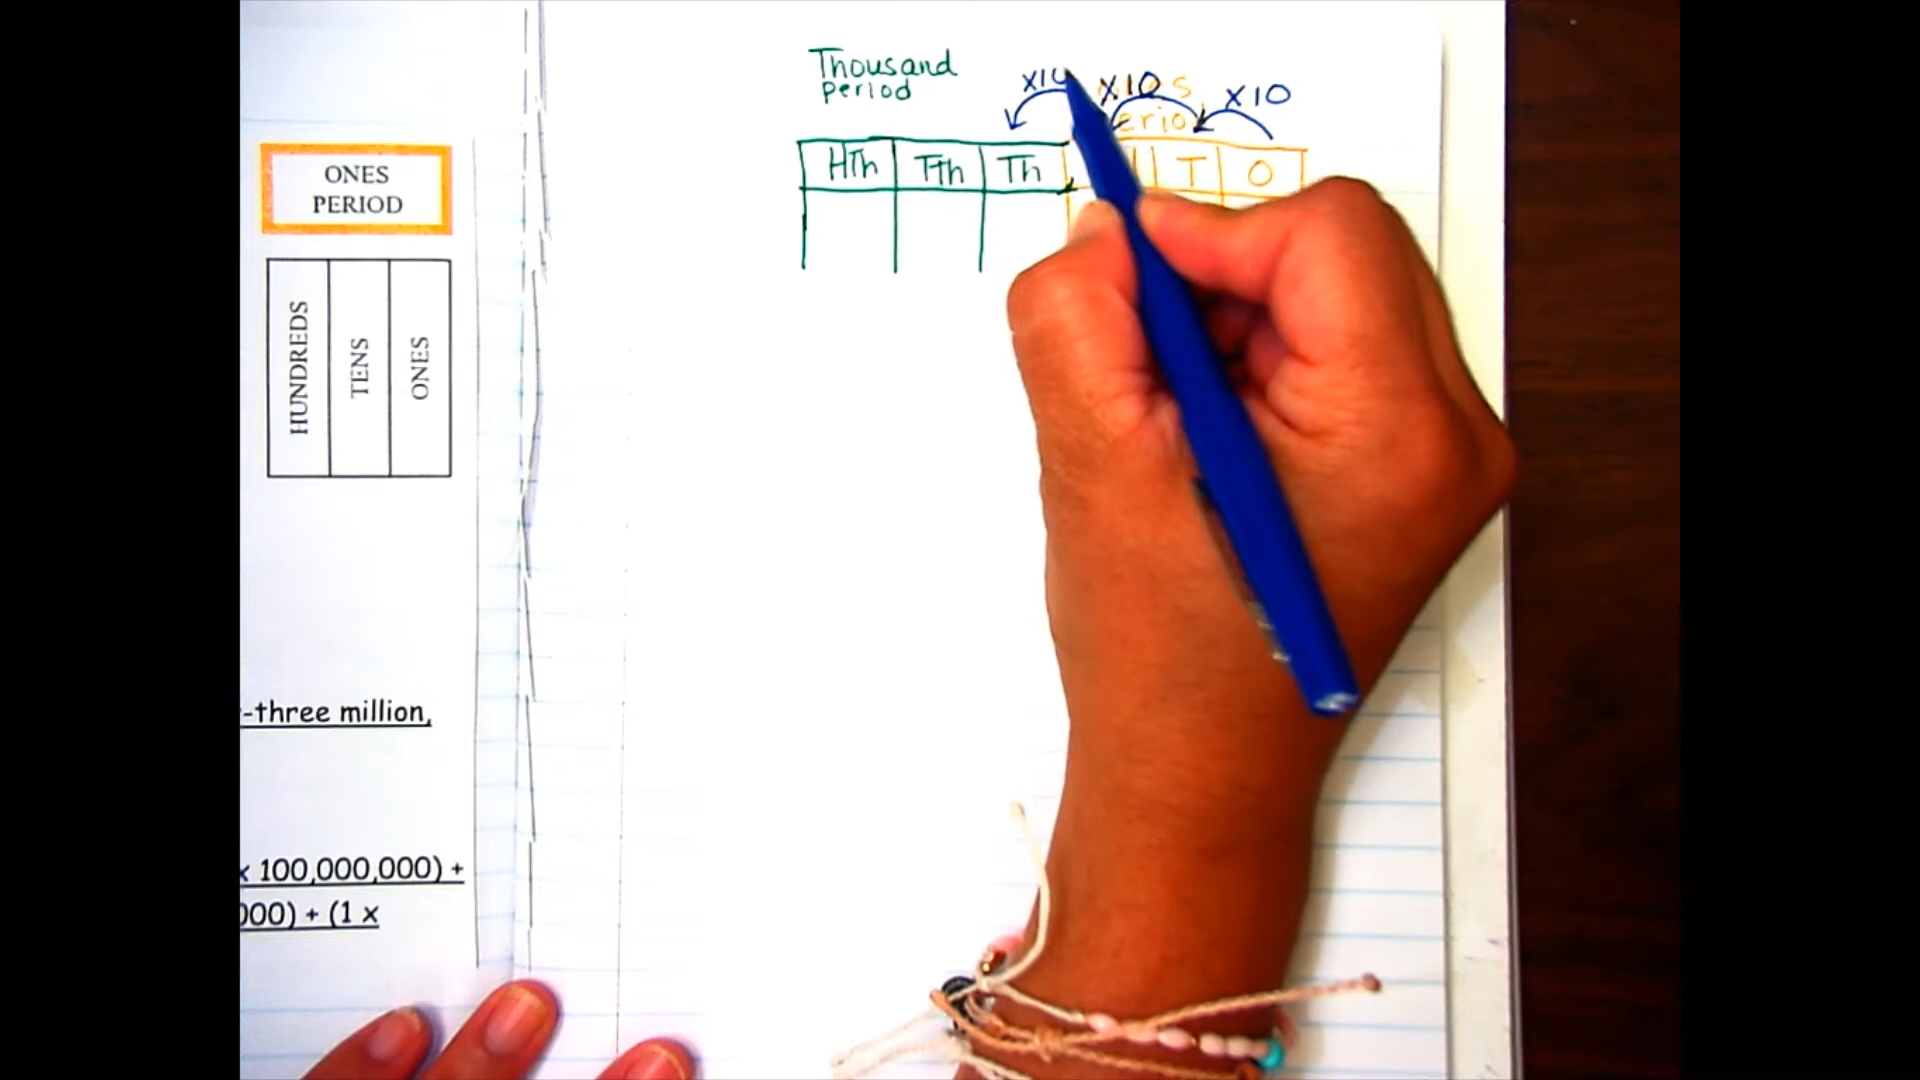 ONES
PERIOD
HUNDREDS
TENS
ONES
-three million,
x 100,000,000) +
000) + (1 x
Thousand
period
x10 x10 x10
HTh TTh Th T O